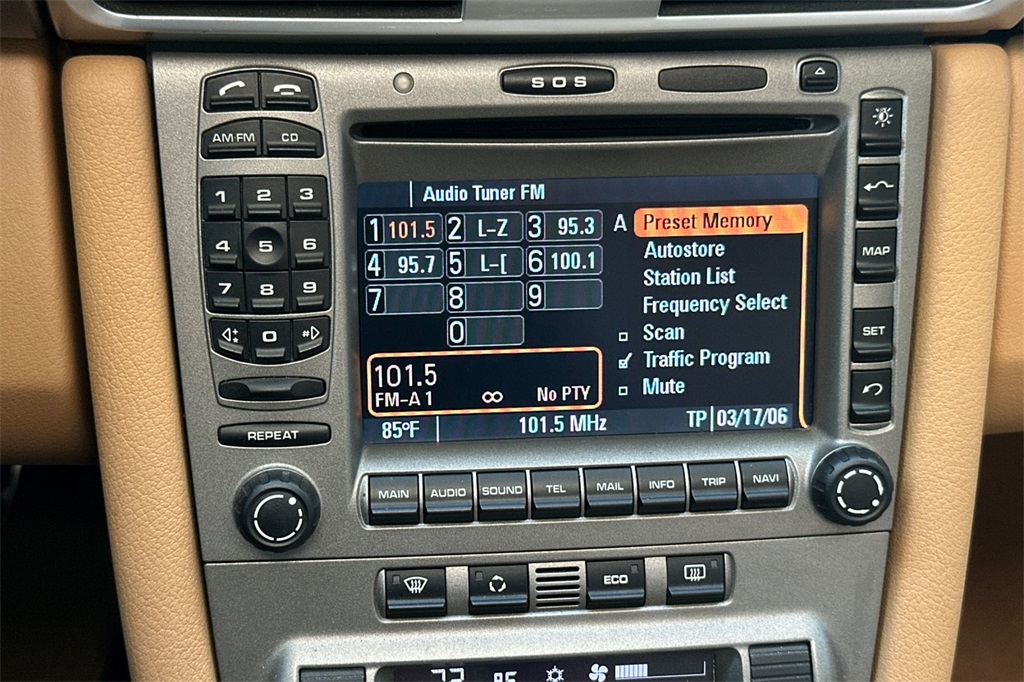 SOS
AM·FM CD
1 2 3
4 5 6
7 8 9
* 0 #
REPEAT
Audio Tuner FM
1 101.5 2 L-Z 3 95.3
4 95.7 5 L-[ 6 100.1
7 8 9
0
A Preset Memory
Autostore
Station List
Frequency Select
Scan
Traffic Program
Mute
101.5
FM-A 1 ∞ No PTY
85°F 101.5 MHz TP 03/17/06
MAP
SET
MAIN AUDIO SOUND TEL MAIL INFO TRIP NAVI
ECO